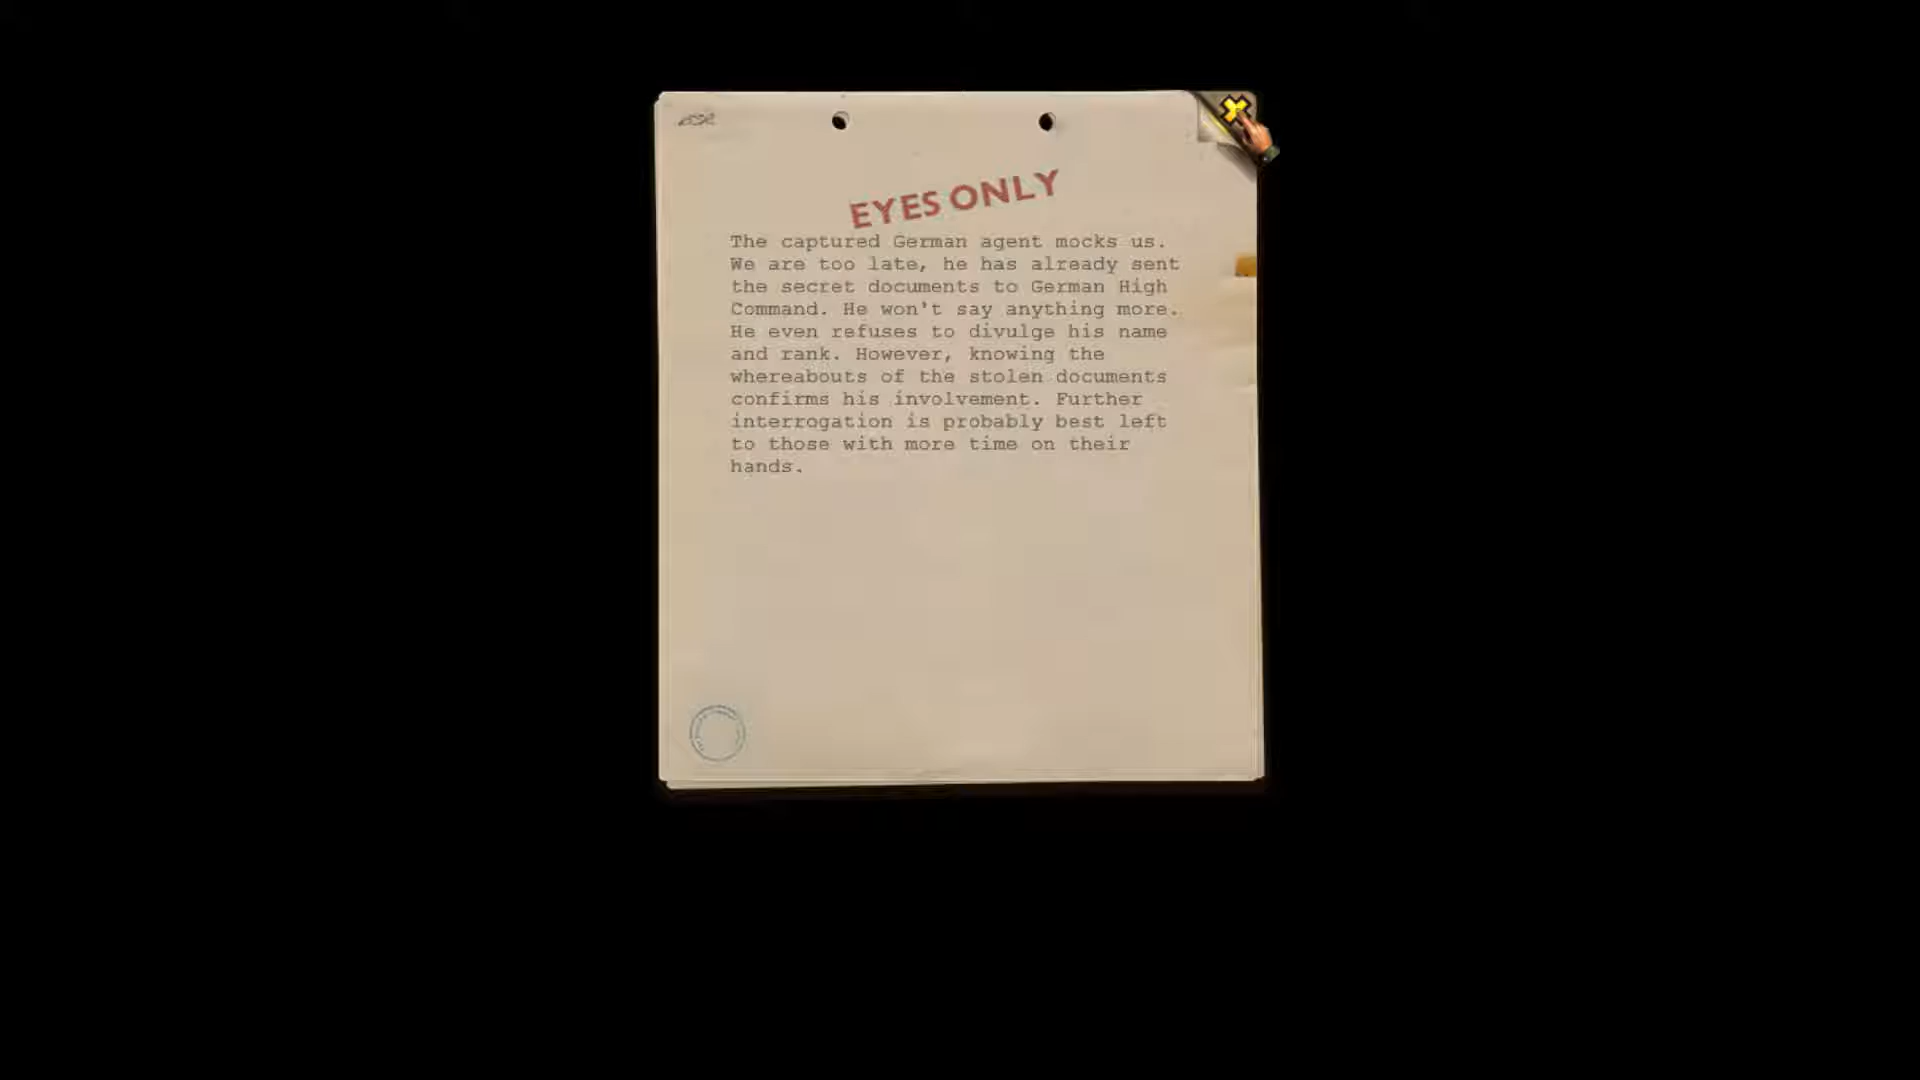 EYES ONLY
The captured German agent mocks us.
We are too late, he has already sent
the secret documents to German High
Command. He won't say anything more.
He even refuses to divulge his name
and rank. However, knowing the
whereabouts of the stolen documents
confirms his involvement. Further
interrogation is probably best left
to those with more time on their
hands.